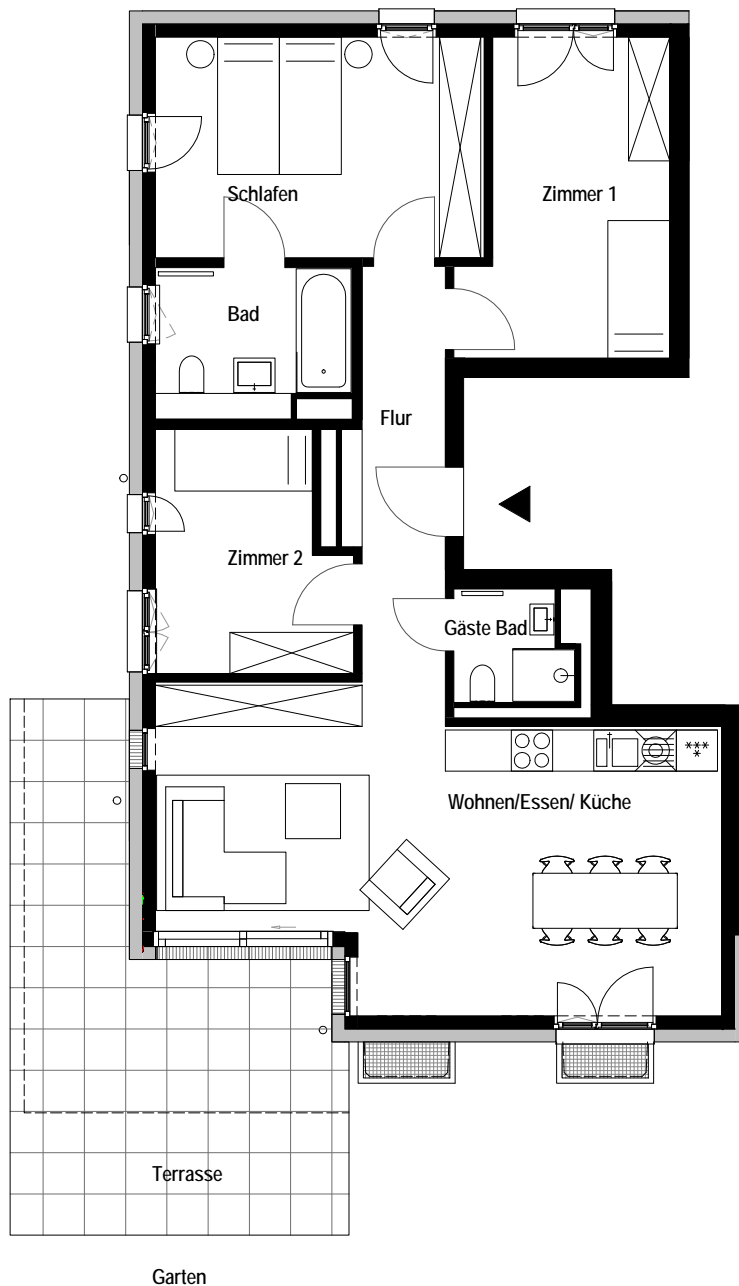 Schlafen
Zimmer 1
Bad
Flur
Zimmer 2
Gäste Bad
Wohnen/Essen/ Küche
Terrasse
Garten